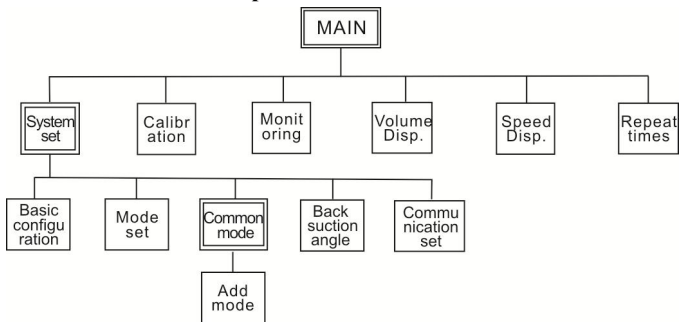 MAIN
System
set
Calibr
ation
Monit
oring
Volume
Disp.
Speed
Disp.
Repeat
times
Basic
configu
ration
Mode
set
Common
mode
Back
suction
angle
Commu
nication
set
Add
mode